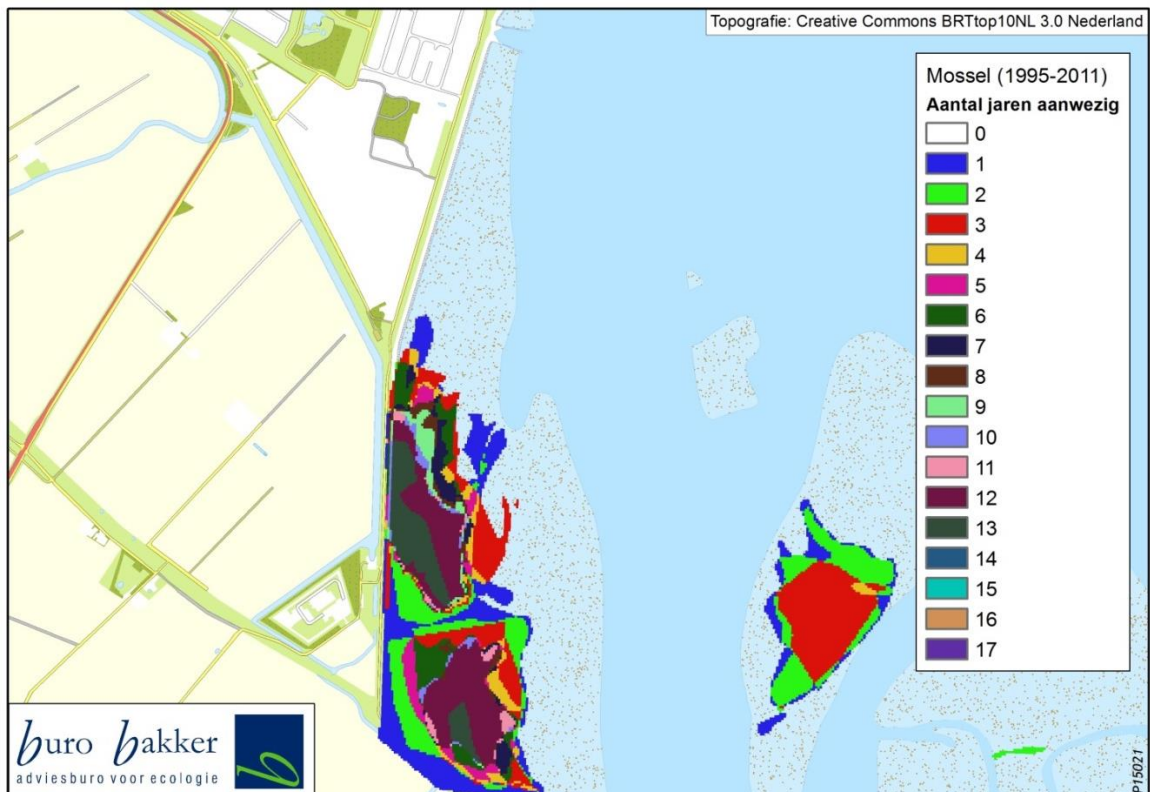 Topografie: Creative Commons BRTtop10NL 3.0 Nederland
Mossel (1995-2011)
Aantal jaren aanwezig
0
1
2
3
4
5
6
7
8
9
10
11
12
13
14
15
16
17
buro bakker
adviesburo voor ecologie
b
P15021